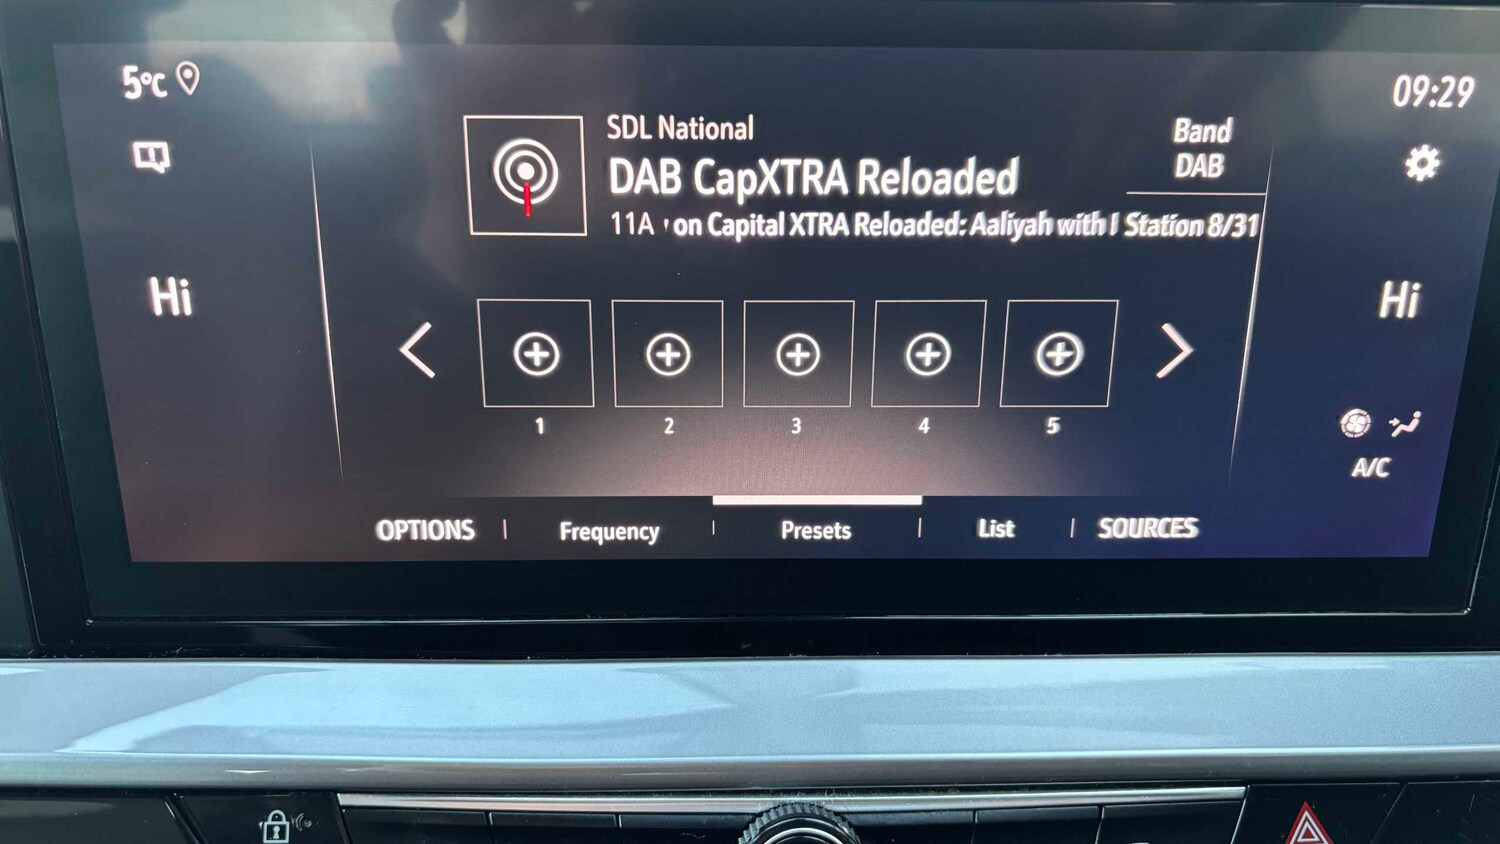 5°C
09:29
SDL National
DAB CapXTRA Reloaded
11A on Capital XTRA Reloaded: Aaliyah with Station 8/31
Band
DAB
Hi
Hi
1 2 3 4 5
A/C
OPTIONS | Frequency | Presets | List | SOURCES